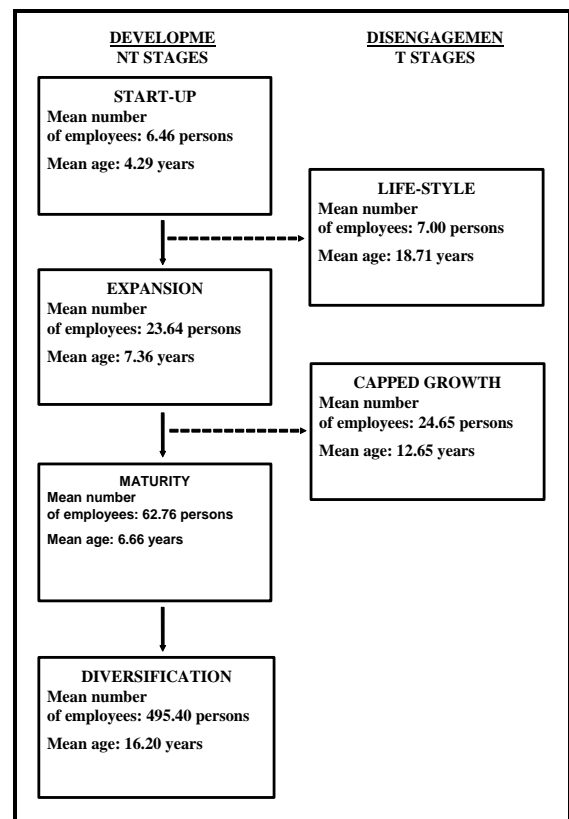 DEVELOPME
NT STAGES
DISENGAGEMEN
T STAGES
START-UP
Mean number
of employees: 6.46 persons
Mean age: 4.29 years
LIFE-STYLE
Mean number
of employees: 7.00 persons
Mean age: 18.71 years
EXPANSION
Mean number
of employees: 23.64 persons
Mean age: 7.36 years
CAPPED GROWTH
Mean number
of employees: 24.65 persons
Mean age: 12.65 years
MATURITY
Mean number
of employees: 62.76 persons
Mean age: 6.66 years
DIVERSIFICATION
Mean number
of employees: 495.40 persons
Mean age: 16.20 years